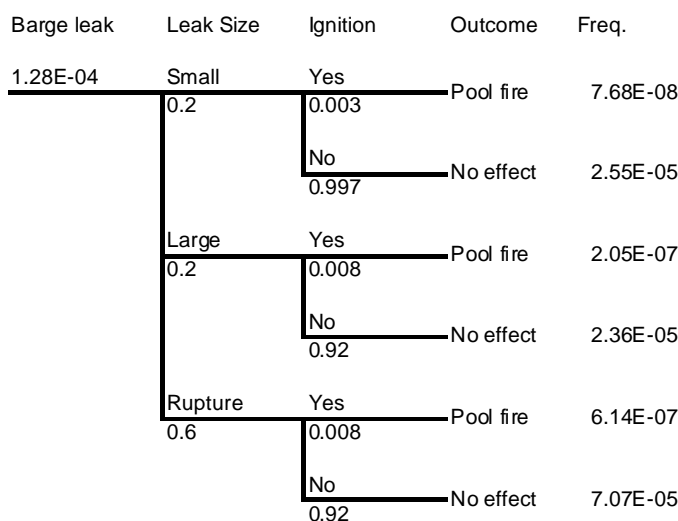 Barge leak Leak Size Ignition Outcome Freq.
1.28E-04 Small Yes
Pool fire 7.68E-08
0.2 0.003
No
No effect 2.55E-05
0.997
Large Yes
Pool fire 2.05E-07
0.2 0.008
No
No effect 2.36E-05
0.92
Rupture Yes
Pool fire 6.14E-07
0.6 0.008
No
No effect 7.07E-05
0.92